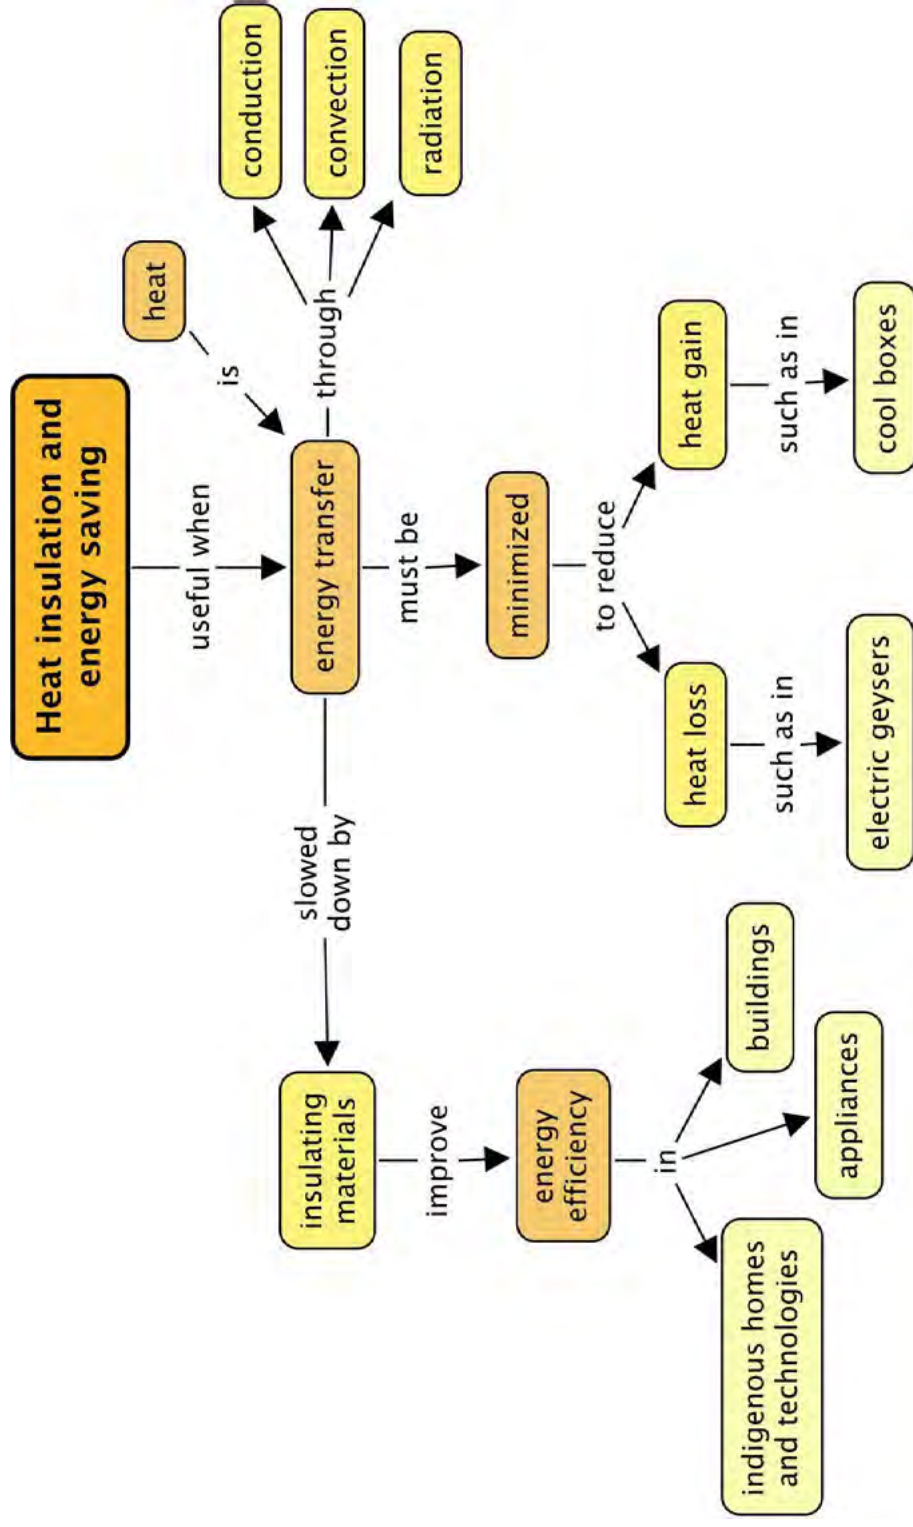 Heat insulation and
energy saving
useful when
heat
is
energy transfer
through
conduction
convection
radiation
slowed
down by
must be
insulating
materials
minimized
improve
to reduce
energy
efficiency
heat loss
heat gain
in
such as in
such as in
indigenous homes
and technologies
appliances
buildings
electric geysers
cool boxes